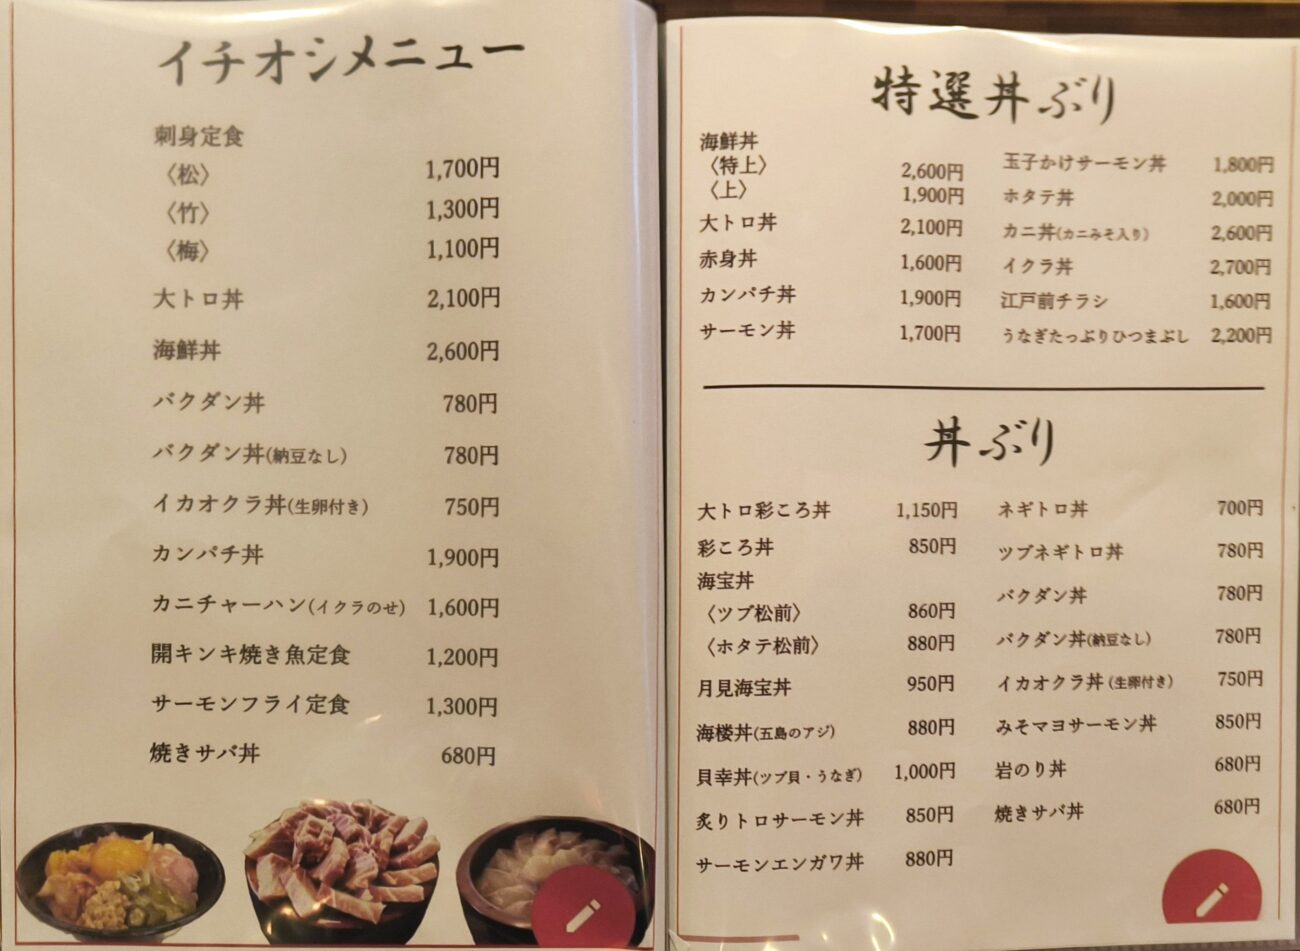 イチオシメニュー
刺身定食
〈松〉 1,700円
〈竹〉 1,300円
〈梅〉 1,100円
大トロ丼 2,100円
海鮮丼 2,600円
バクダン丼 780円
バクダン丼(納豆なし) 780円
イカオクラ丼(生卵付き) 750円
カンパチ丼 1,900円
カニチャーハン(イクラのせ) 1,600円
開キンキ焼き魚定食 1,200円
サーモンフライ定食 1,300円
焼きサバ丼 680円
特選丼ぶり
海鮮丼
〈特上〉 2,600円
〈上〉 1,900円
大トロ丼 2,100円
赤身丼 1,600円
カンパチ丼 1,900円
サーモン丼 1,700円
玉子かけサーモン丼 1,800円
ホタテ丼 2,000円
カニ丼(カニみそ入り) 2,600円
イクラ丼 2,700円
江戸前チラシ 1,600円
うなぎたっぷりひつまぶし 2,200円
丼ぶり
大トロ彩ころ丼 1,150円
彩ころ丼 850円
海宝丼
〈ツブ松前〉 860円
〈ホタテ松前〉 880円
月見海宝丼 950円
海楼丼(五島のアジ) 880円
貝幸丼(ツブ貝・うなぎ) 1,000円
炙りトロサーモン丼 850円
サーモンエンガワ丼 880円
ネギトロ丼 700円
ツブネギトロ丼 780円
バクダン丼 780円
バクダン丼(納豆なし) 780円
イカオクラ丼(生卵付き) 750円
みそマヨサーモン丼 850円
岩のり丼 680円
焼きサバ丼 680円